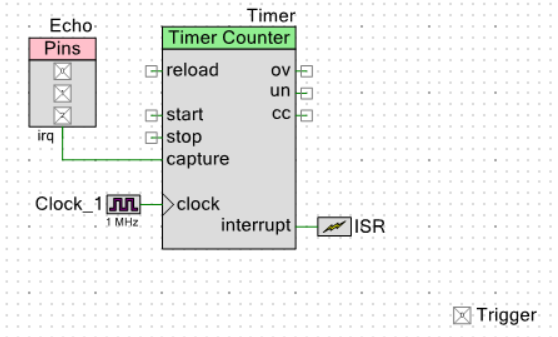 Timer
Echo
Timer Counter
Pins
reload
ov
un
start
cc
stop
irq
capture
Clock_1
clock
1 MHz
interrupt
ISR
Trigger